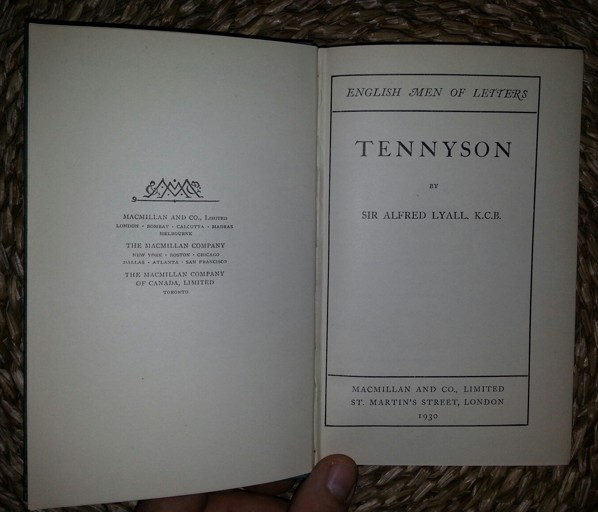 MACMILLAN AND CO., LIMITED
LONDON · BOMBAY · CALCUTTA · MADRAS
MELBOURNE
THE MACMILLAN COMPANY
NEW YORK · BOSTON · CHICAGO
DALLAS · ATLANTA · SAN FRANCISCO
THE MACMILLAN COMPANY
OF CANADA, LIMITED
TORONTO
ENGLISH MEN OF LETTERS
TENNYSON
BY
SIR ALFRED LYALL. K.C.B.
MACMILLAN AND CO., LIMITED
ST. MARTIN'S STREET, LONDON
1930